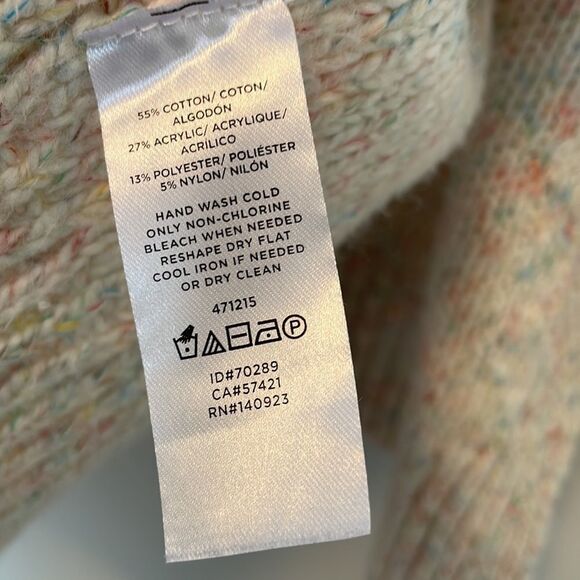 55% COTTON/ COTON/
ALGODÓN
27% ACRYLIC/ ACRYLIQUE/
ACRÍLICO
13% POLYESTER/ POLIÉSTER
5% NYLON/ NILÓN
HAND WASH COLD
ONLY NON-CHLORINE
BLEACH WHEN NEEDED
RESHAPE DRY FLAT
COOL IRON IF NEEDED
OR DRY CLEAN
471215
P
ID#70289
CA#57421
RN#140923